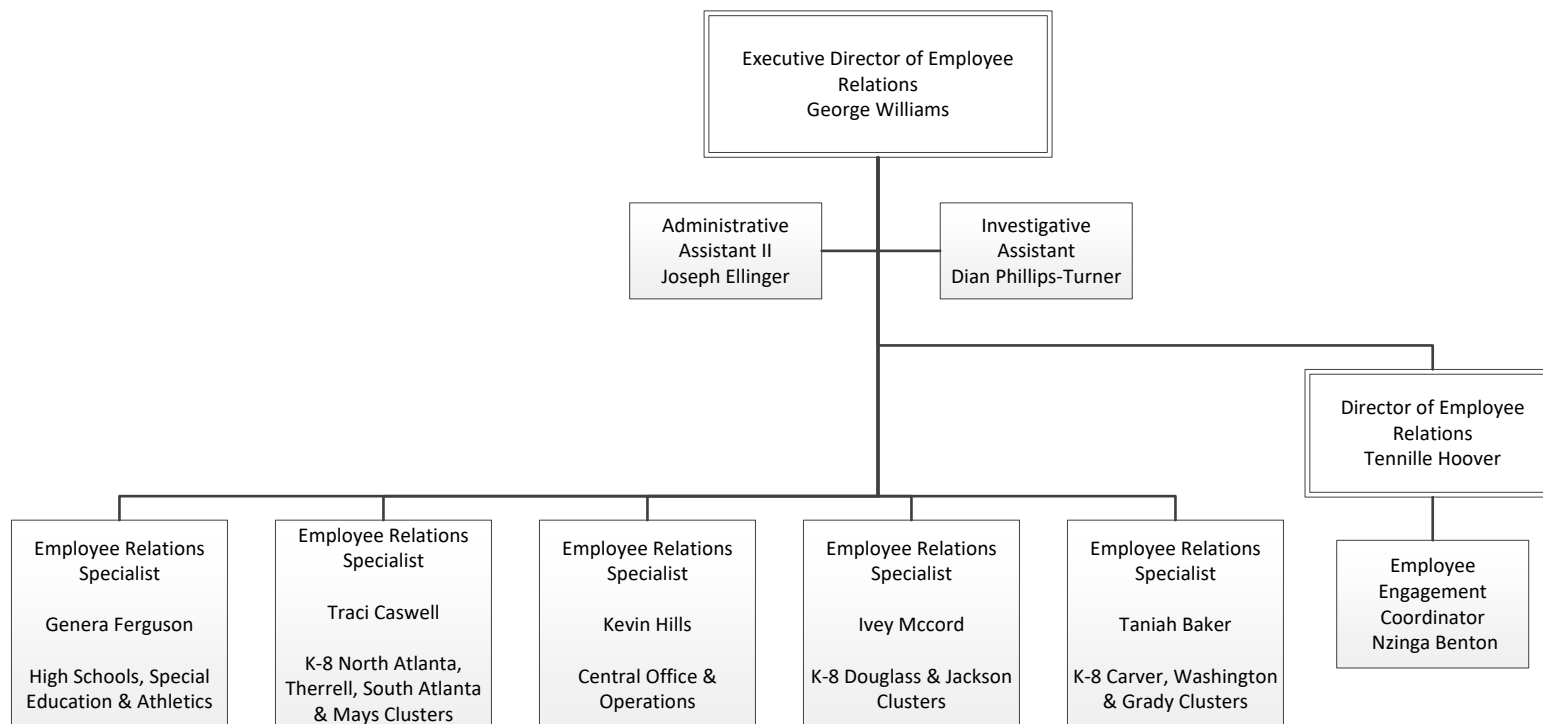 Executive Director of Employee
Relations
George Williams
Administrative
Assistant II
Joseph Ellinger
Investigative
Assistant
Dian Phillips-Turner
Director of Employee
Relations
Tennille Hoover
Employee Relations
Specialist
Genera Ferguson
High Schools, Special
Education & Athletics
Employee Relations
Specialist
Traci Caswell
K-8 North Atlanta,
Therrell, South Atlanta
& Mays Clusters
Employee Relations
Specialist
Kevin Hills
Central Office &
Operations
Employee Relations
Specialist
Ivey Mccord
K-8 Douglass & Jackson
Clusters
Employee Relations
Specialist
Taniah Baker
K-8 Carver, Washington
& Grady Clusters
Employee
Engagement
Coordinator
Nzinga Benton